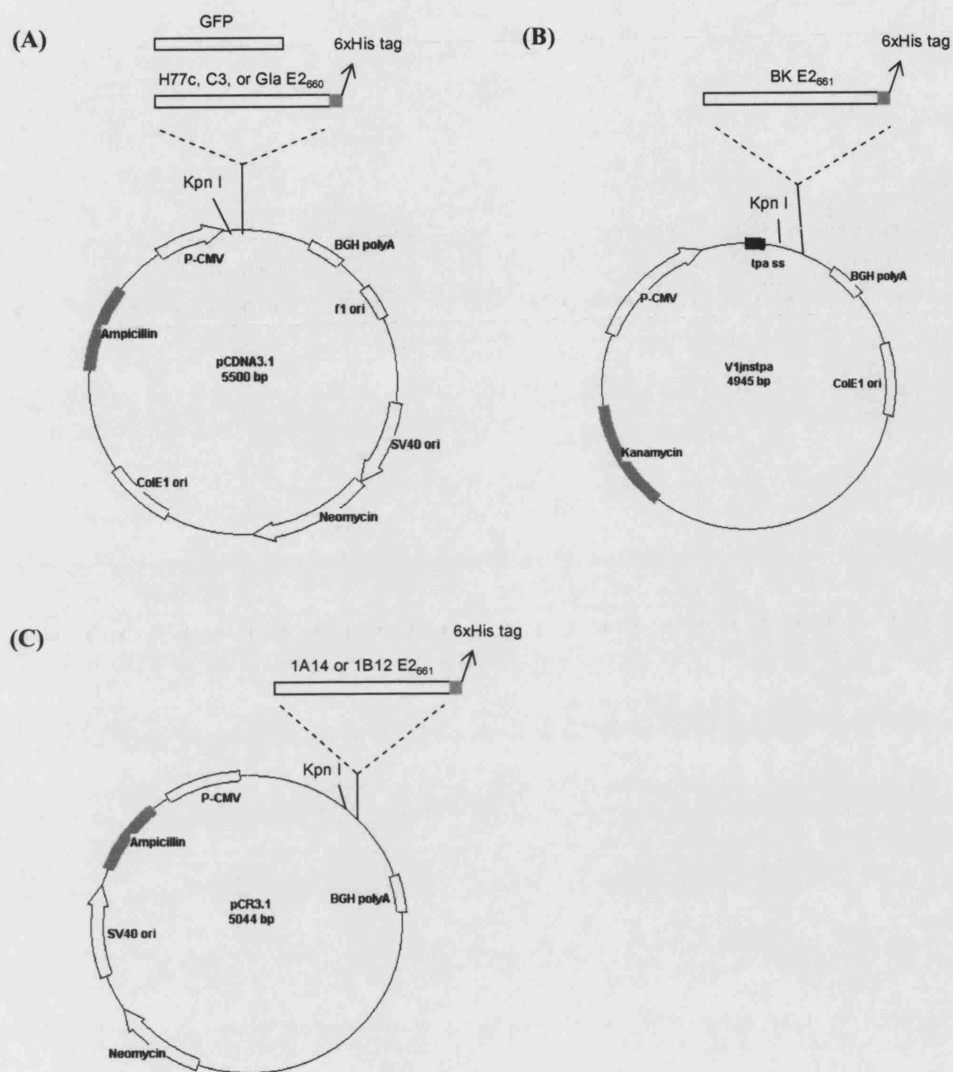 (A)
GFP
6xHis tag
H77c, C3, or Gla E2660
Kpn I
P-CMV
BGH polyA
f1 ori
Ampicillin
pCDNA3.1
5500 bp
SV40 ori
ColE1 ori
Neomycin
(B)
6xHis tag
BK E2661
Kpn I
tpa ss
P-CMV
BGH polyA
V1jnstpa
4945 bp
ColE1 ori
Kanamycin
(C)
6xHis tag
1A14 or 1B12 E2661
Kpn I
P-CMV
Ampicillin
BGH polyA
pCR3.1
5044 bp
SV40 ori
Neomycin